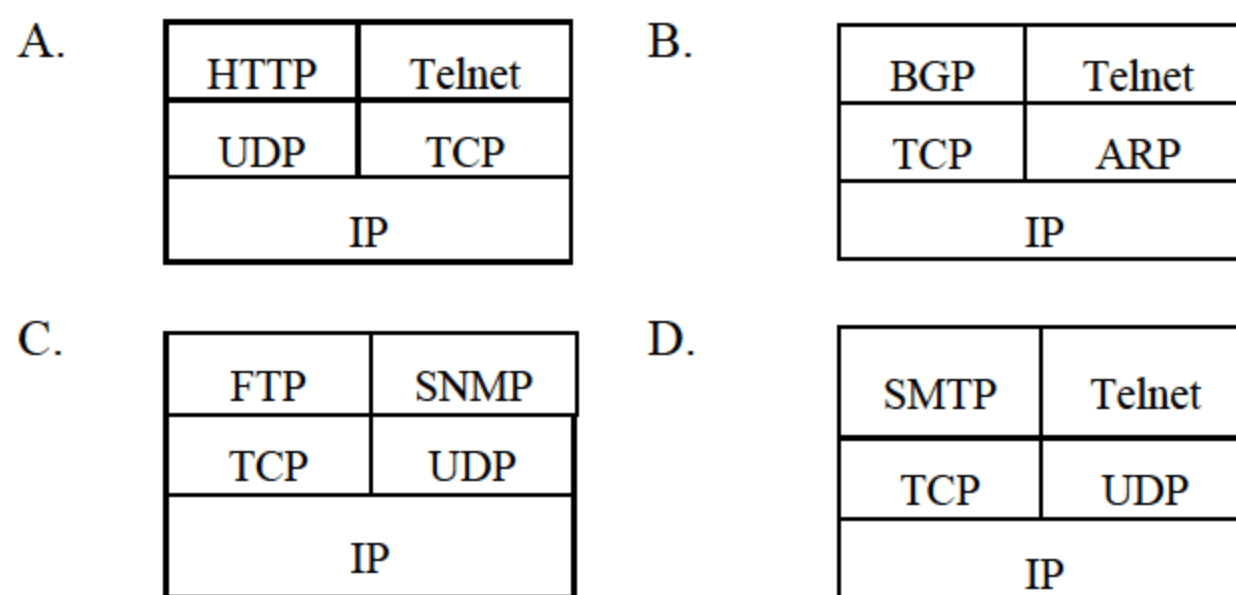 A.
HTTP Telnet
UDP TCP
IP
B.
BGP Telnet
TCP ARP
IP
C.
FTP SNMP
TCP UDP
IP
D.
SMTP Telnet
TCP UDP
IP